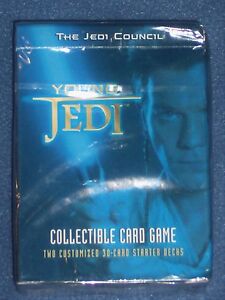 THE JEDI COUNCIL
YOUNG
JEDI
COLLECTIBLE CARD GAME
TWO CUSTOMIZED 30-CARD STARTER DECKS